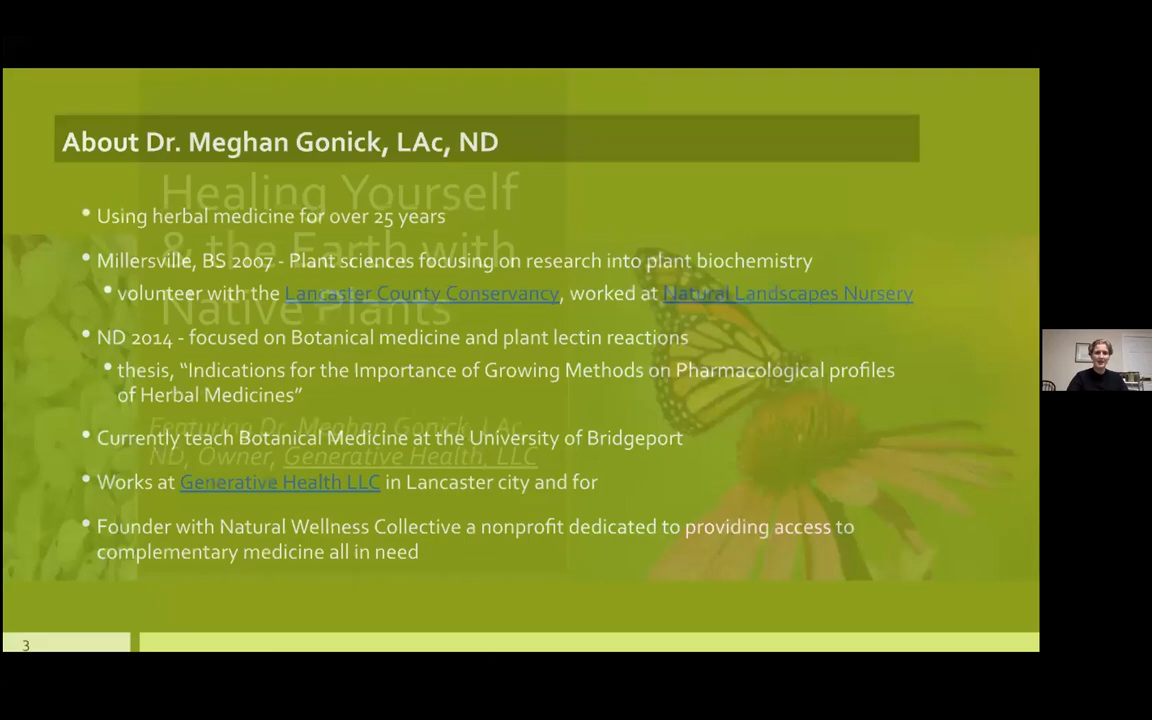 About Dr. Meghan Gonick, LAc, ND
Healing Yourself
& the Earth with
Native Plants
Featuring Dr. Meghan Gonick, LAc,
ND, Owner, Generative Health, LLC
• Using herbal medicine for over 25 years
• Millersville, BS 2007 - Plant sciences focusing on research into plant biochemistry
• volunteer with the Lancaster County Conservancy, worked at Natural Landscapes Nursery
• ND 2014 - focused on Botanical medicine and plant lectin reactions
• thesis, “Indications for the Importance of Growing Methods on Pharmacological profiles
of Herbal Medicines”
• Currently teach Botanical Medicine at the University of Bridgeport
• Works at Generative Health LLC in Lancaster city and for
• Founder with Natural Wellness Collective a nonprofit dedicated to providing access to
complementary medicine all in need
3